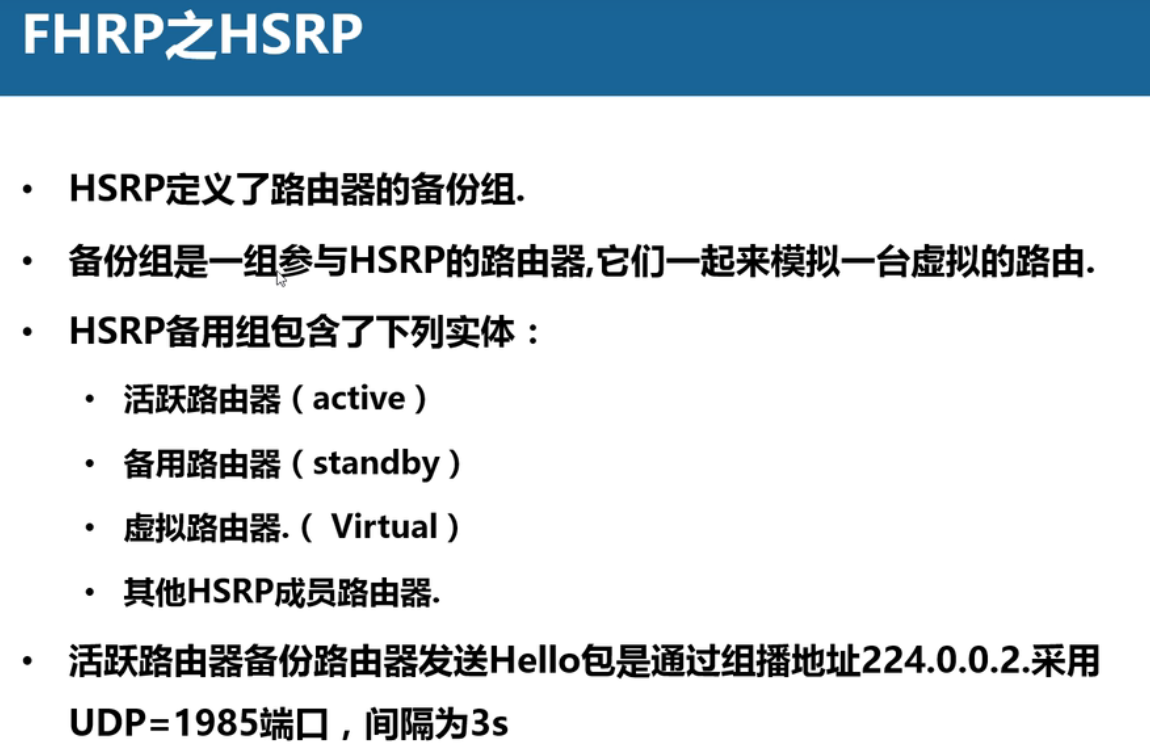 FHRP之HSRP
• HSRP定义了路由器的备份组.
• 备份组是一组参与HSRP的路由器,它们一起来模拟一台虚拟的路由.
• HSRP备用组包含了下列实体：
• 活跃路由器（active）
• 备用路由器（standby）
• 虚拟路由器.（ Virtual）
• 其他HSRP成员路由器.
• 活跃路由器备份路由器发送Hello包是通过组播地址224.0.0.2.采用
UDP=1985端口，间隔为3s